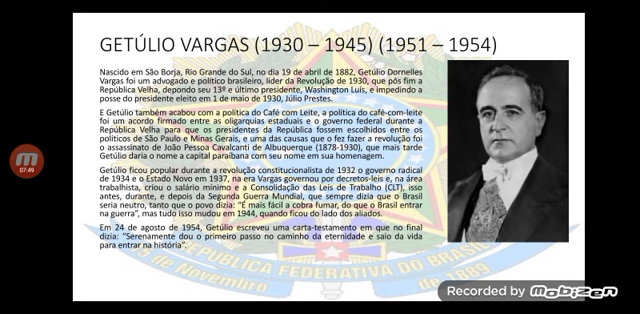 GETÚLIO VARGAS (1930 – 1945) (1951 – 1954)
Nascido em São Borja, Rio Grande do Sul, no dia 19 de abril de 1882, Getúlio Dornelles
Vargas foi um advogado e político brasileiro, líder da Revolução de 1930, que pôs fim a
República Velha, depondo seu 13º e último presidente, Washington Luís, e impedindo a
posse do presidente eleito em 1 de maio de 1930, Júlio Prestes.
E Getúlio também acabou com a política do Café com Leite, a política do café-com-leite
foi um acordo firmado entre as oligarquias estaduais e o governo federal durante a
República Velha para que os presidentes da República fossem escolhidos entre os
políticos de São Paulo e Minas Gerais, e uma das causas que o fez fazer a revolução foi
o assassinato de João Pessoa Cavalcanti de Albuquerque (1878-1930), que mais tarde
Getúlio daria o nome a capital paraibana com seu nome em sua homenagem.
Getúlio ficou popular durante a revolução constitucionalista de 1932 o governo radical
de 1934 e o Estado Novo em 1937, na era Vargas governou por decretos-leis e, na área
trabalhista, criou o salário mínimo e a Consolidação das Leis de Trabalho (CLT), isso
antes, durante, e depois da Segunda Guerra Mundial, que sempre dizia que o Brasil
seria neutro, tanto que o povo dizia: "É mais fácil a cobra fumar, do que o Brasil entrar
na guerra", mas tudo isso mudou em 1944, quando ficou do lado dos aliados.
Em 24 de agosto de 1954, Getúlio escreveu uma carta-testamento em que no final
dizia: "Serenamente dou o primeiro passo no caminho da eternidade e saio da vida
para entrar na história".
REPÚBLICA FEDERATIVA DO BRASIL
15 de Novembro
de 1889
07:49
Recorded by Mobizen